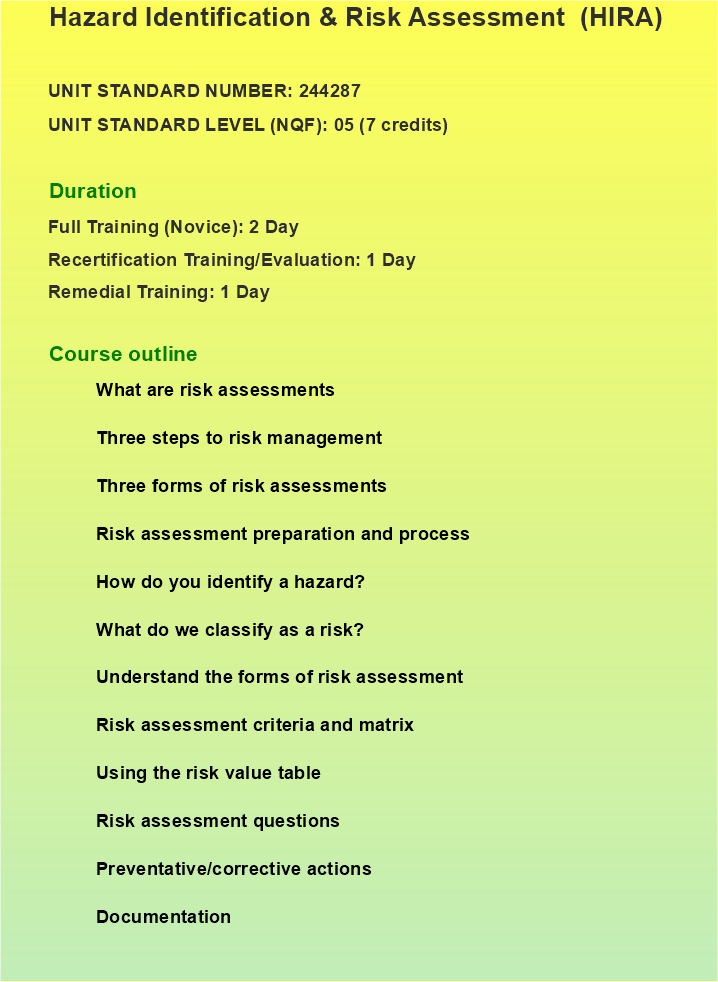 Hazard Identification & Risk Assessment  (HIRA)
UNIT STANDARD NUMBER: 244287
UNIT STANDARD LEVEL (NQF): 05 (7 credits)
Duration
Full Training (Novice): 2 Day
Recertification Training/Evaluation: 1 Day
Remedial Training: 1 Day
Course outline
What are risk assessments
Three steps to risk management
Three forms of risk assessments
Risk assessment preparation and process
How do you identify a hazard?
What do we classify as a risk?
Understand the forms of risk assessment
Risk assessment criteria and matrix
Using the risk value table
Risk assessment questions
Preventative/corrective actions
Documentation